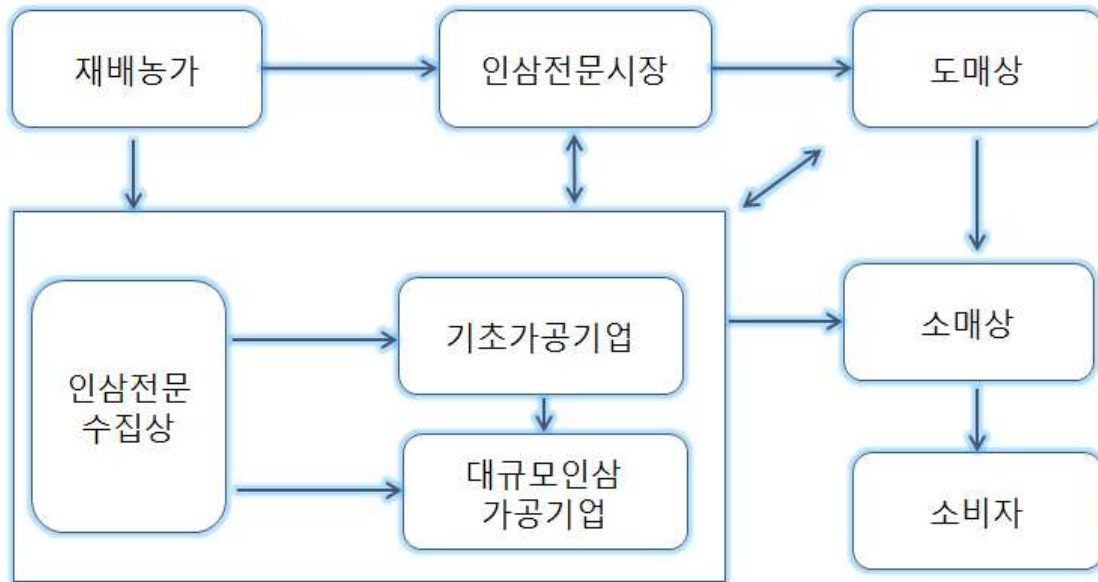 재배농가
인삼전문시장
도매상
인삼전문
수집상
기초가공기업
대규모인삼
가공기업
소매상
소비자